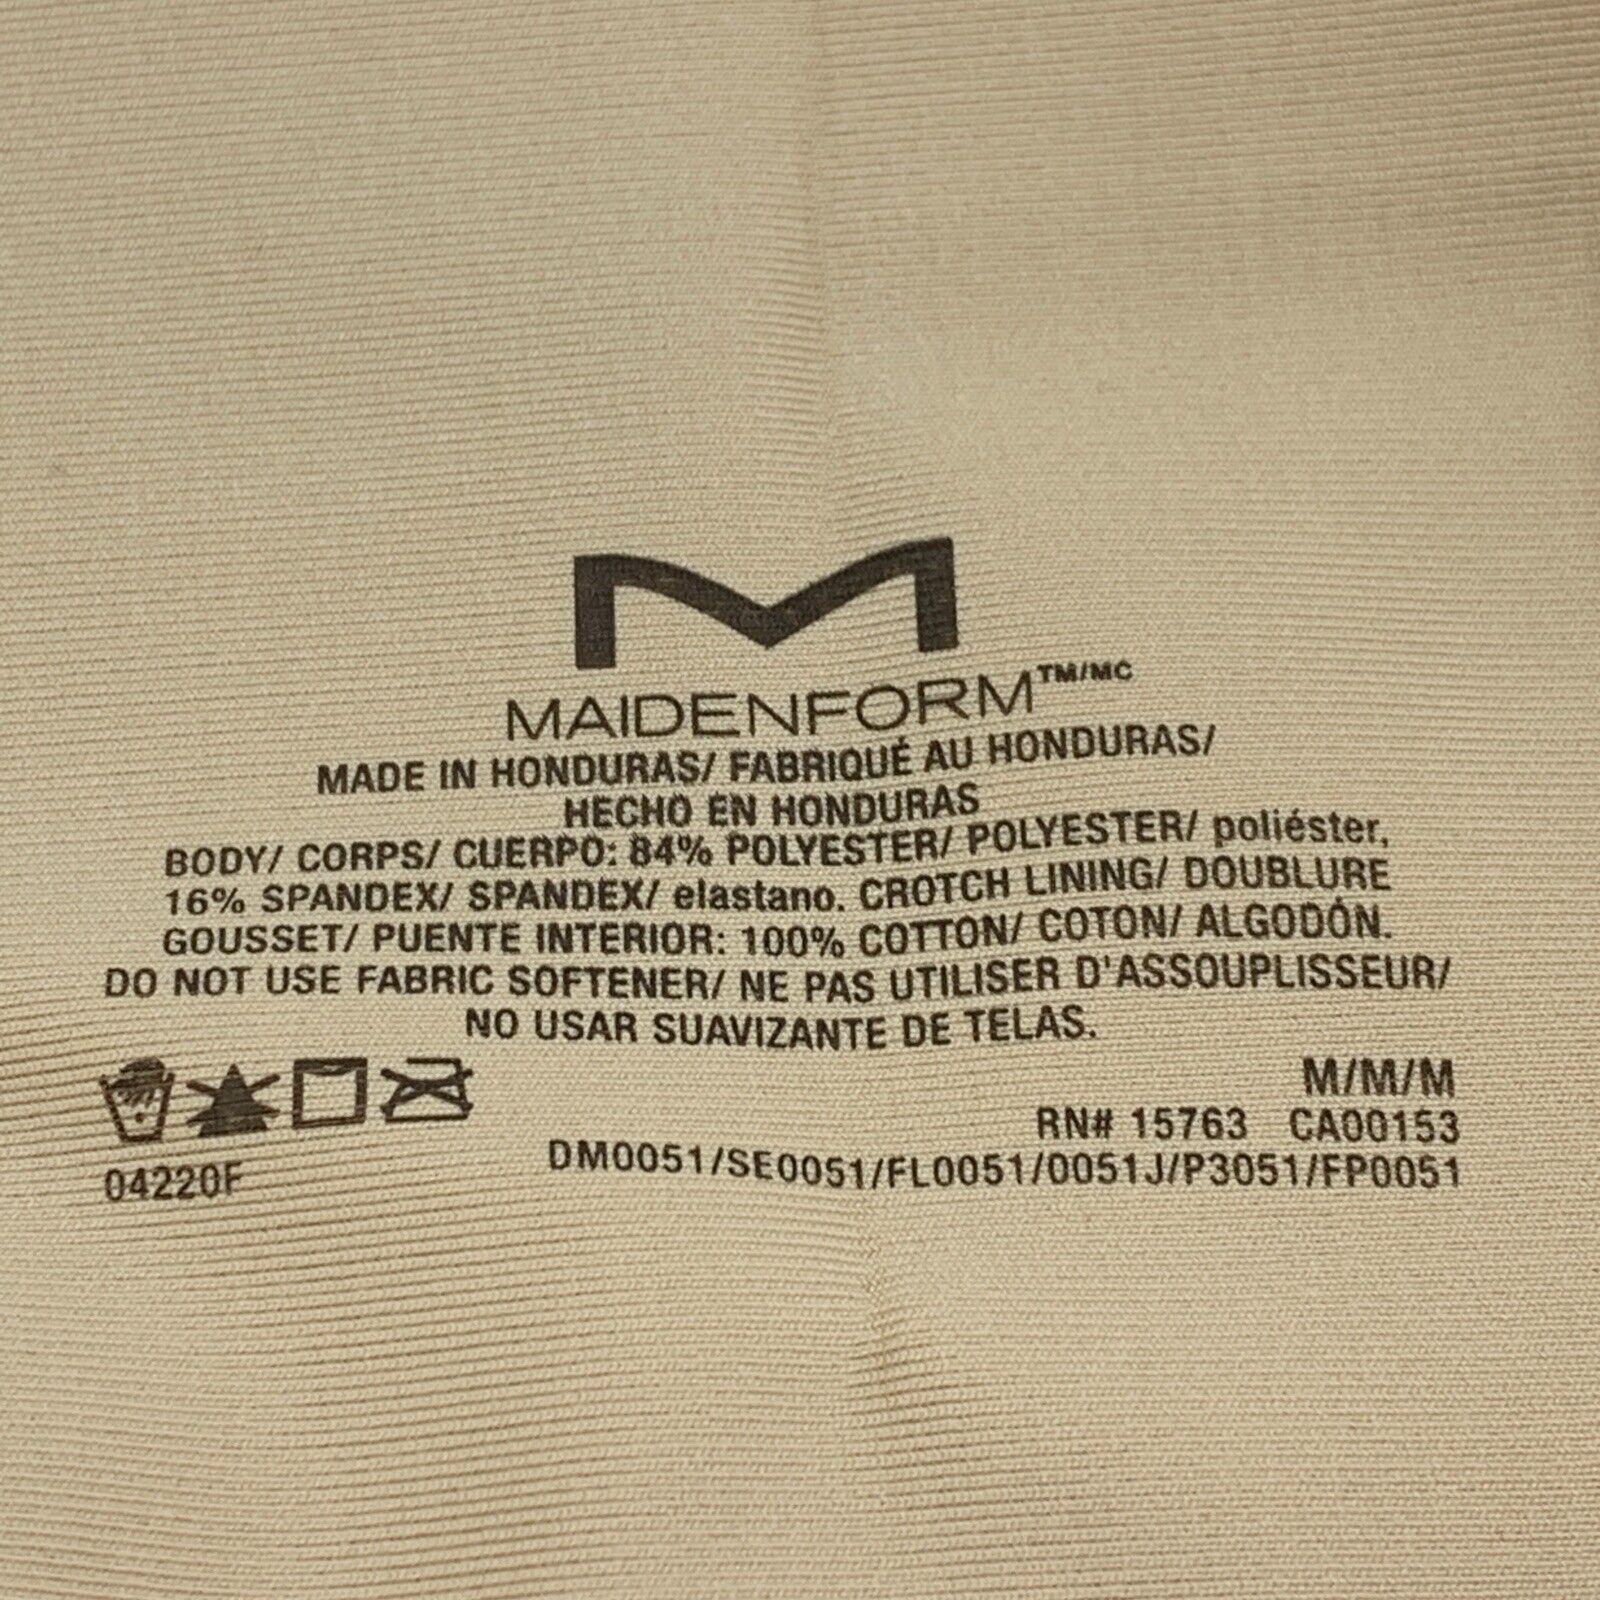 M
MAIDENFORM™/MC
MADE IN HONDURAS/ FABRIQUÉ AU HONDURAS/
HECHO EN HONDURAS
BODY/ CORPS/ CUERPO: 84% POLYESTER/ POLYESTER/ poliéster,
16% SPANDEX/ SPANDEX/ elastano. CROTCH LINING/ DOUBLURE
GOUSSET/ PUENTE INTERIOR: 100% COTTON/ COTON/ ALGODÓN.
DO NOT USE FABRIC SOFTENER/ NE PAS UTILISER D'ASSOUPLISSEUR/
NO USAR SUAVIZANTE DE TELAS.
M/M/M
RN# 15763 CA00153
DM0051/SE0051/FL0051/0051J/P3051/FP0051
04220F